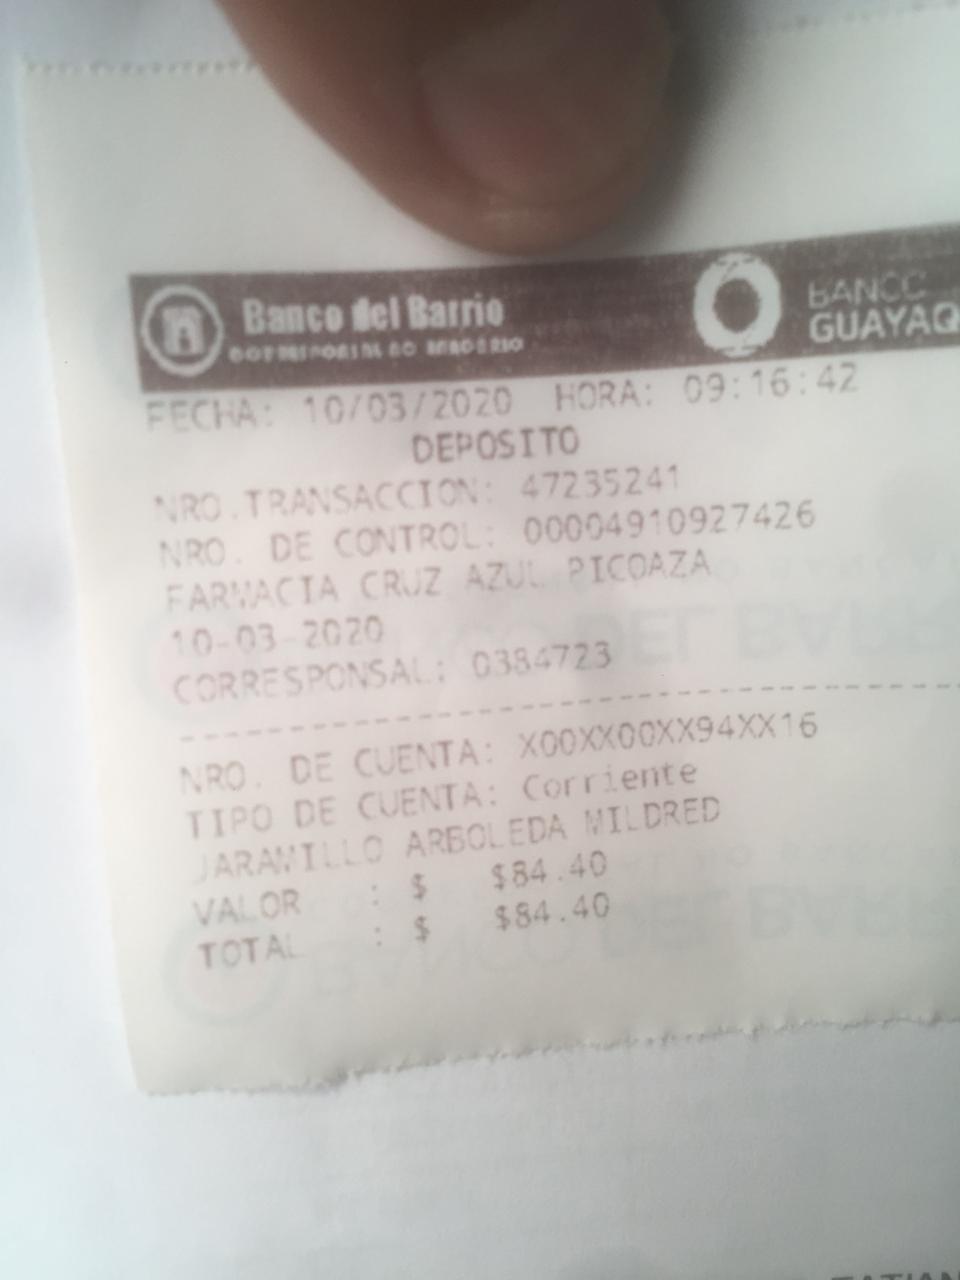 Banco del Barrio
BANCO
GUAYAQ
FECHA: 10/03/2020 HORA: 09:16:42
DEPOSITO
NRO.TRANSACCION: 47235241
NRO. DE CONTROL: 00004910927426
FARMACIA CRUZ AZUL PICOAZA
10-03-2020
CORRESPONSAL: 0384723
NRO. DE CUENTA: X00XX00XX94XX16
TIPO DE CUENTA: Corriente
JARAMILLO ARBOLEDA MILDRED
VALOR : $ $84.40
TOTAL : $ $84.40